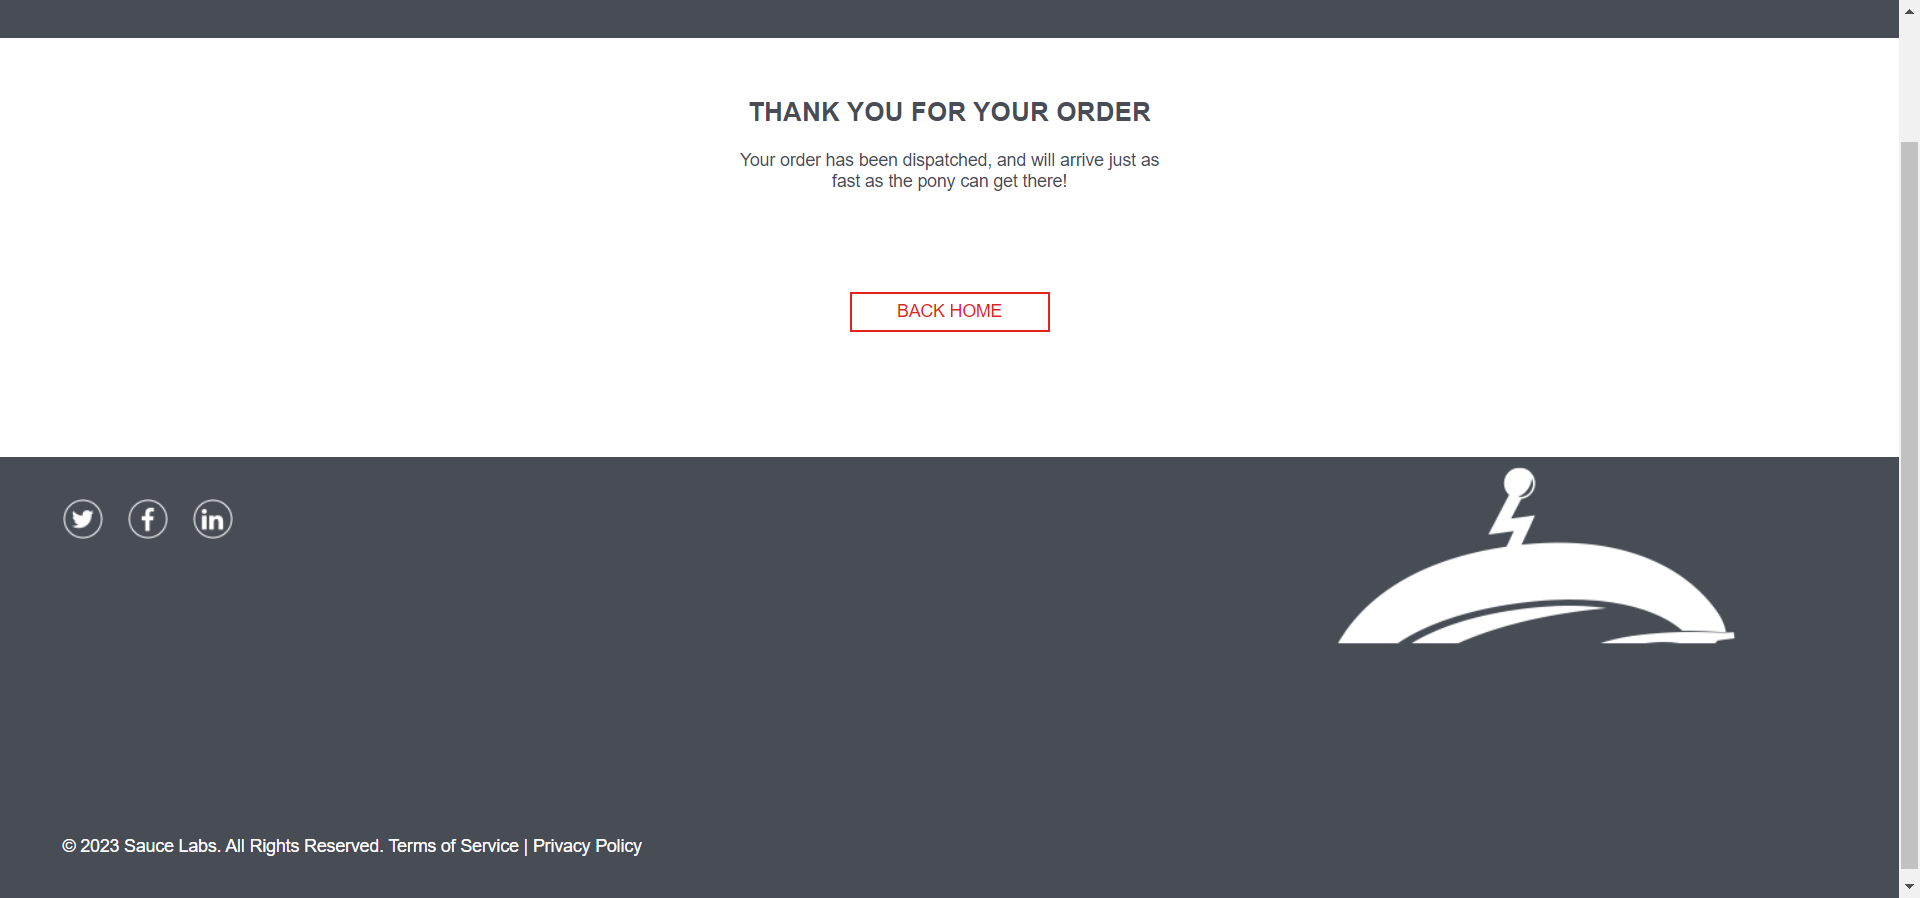 THANK YOU FOR YOUR ORDER
Your order has been dispatched, and will arrive just as
fast as the pony can get there!
BACK HOME
© 2023 Sauce Labs. All Rights Reserved. Terms of Service | Privacy Policy